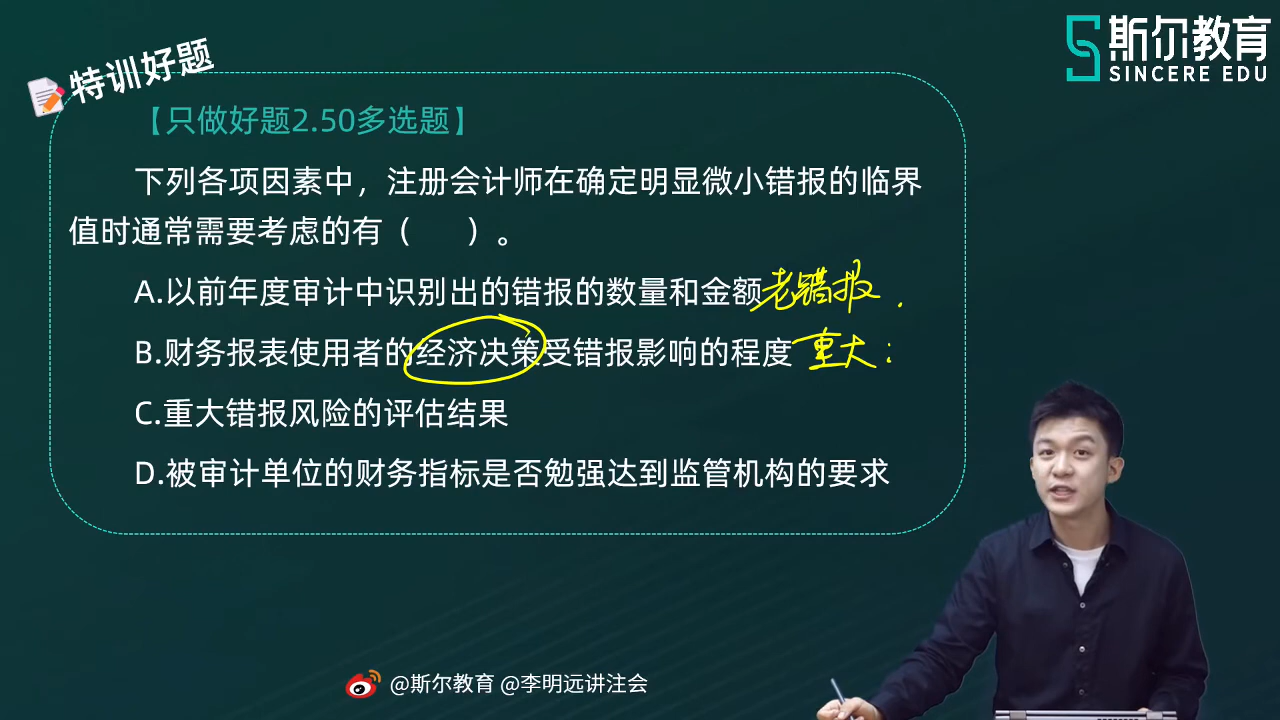 斯尔教育
SINCERE EDU
特训好题
【只做好题2.50多选题】
下列各项因素中，注册会计师在确定明显微小错报的临界
值时通常需要考虑的有（　　）。
A.以前年度审计中识别出的错报的数量和金额老错报.
B.财务报表使用者的经济决策受错报影响的程度重大:
C.重大错报风险的评估结果
D.被审计单位的财务指标是否勉强达到监管机构的要求
@斯尔教育 @李明远讲注会